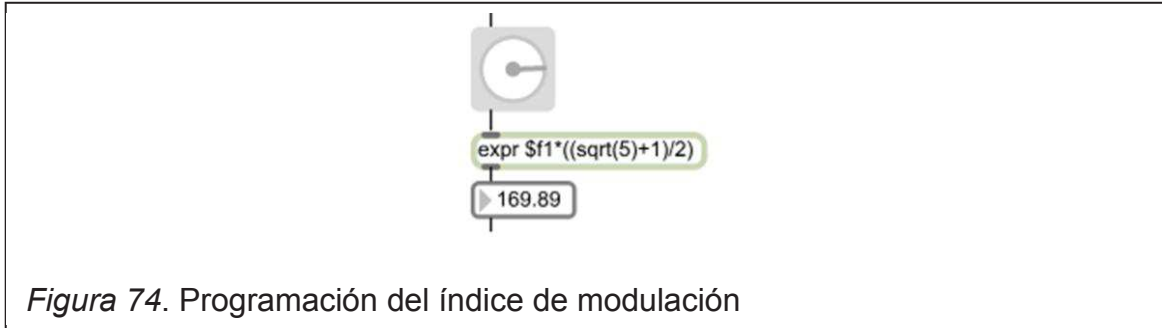 expr $f1*((sqrt(5)+1)/2)
169.89
Figura 74. Programación del índice de modulación